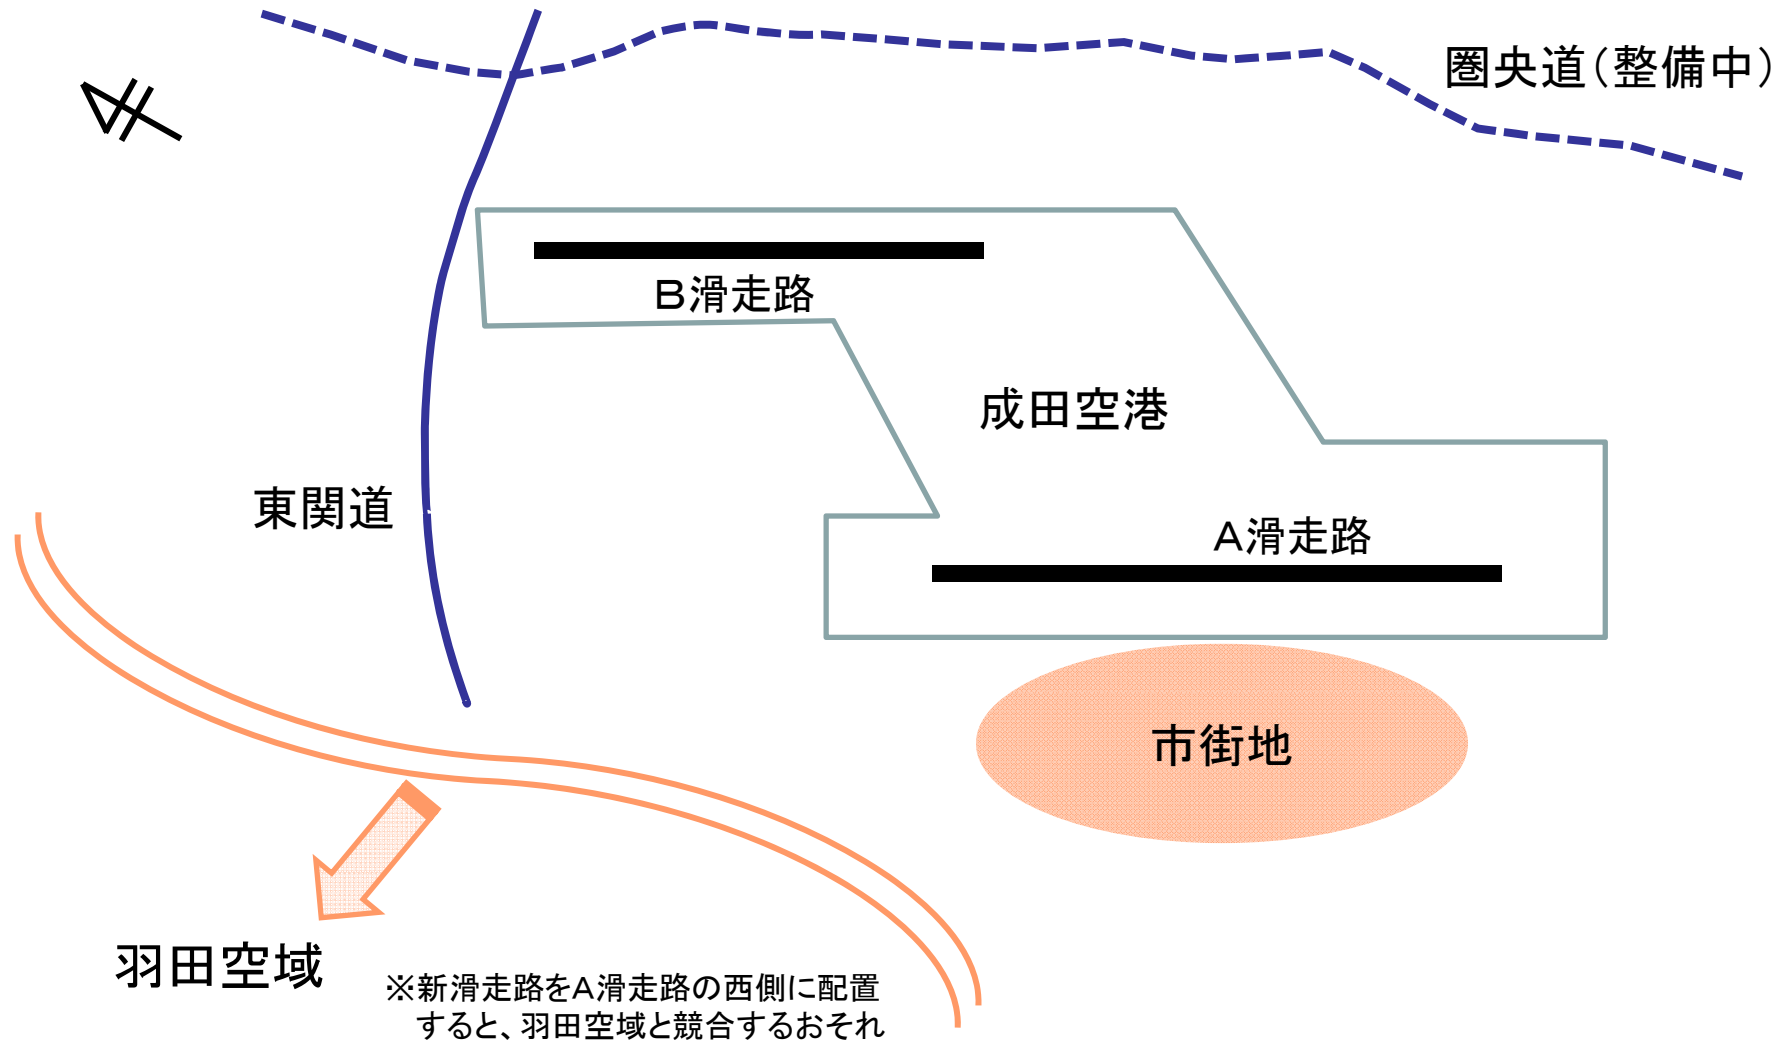 圏央道（整備中）
Ｂ滑走路
成田空港
東関道
Ａ滑走路
市街地
羽田空域
※新滑走路をＡ滑走路の西側に配置
すると、羽田空域と競合するおそれ